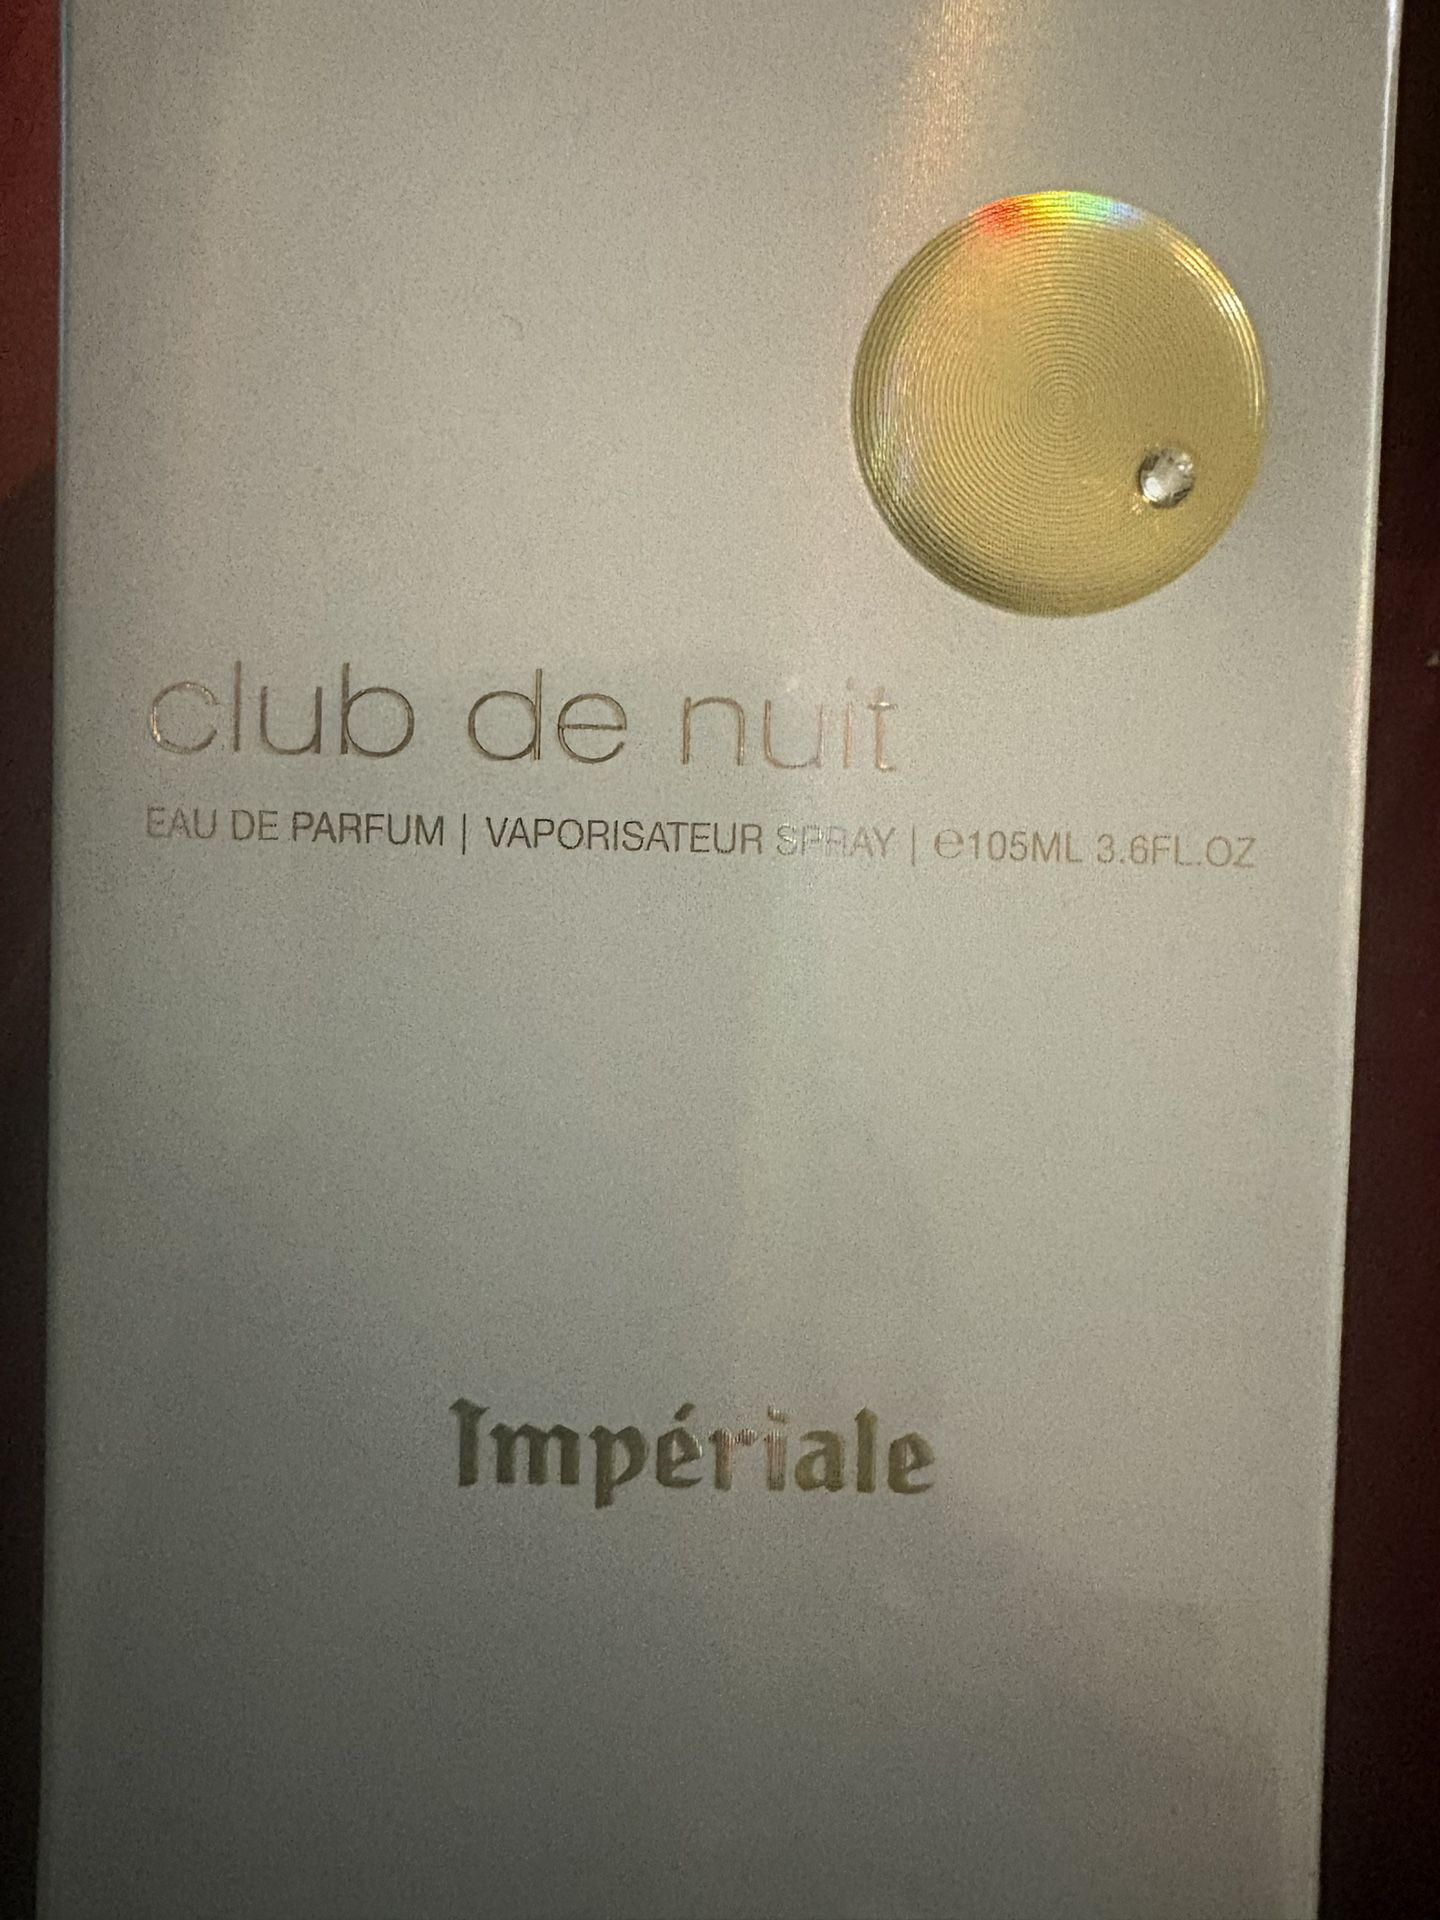 club de nuit
EAU DE PARFUM | VAPORISATEUR SPRAY | ℮105ML 3.6FL.OZ
Impériale